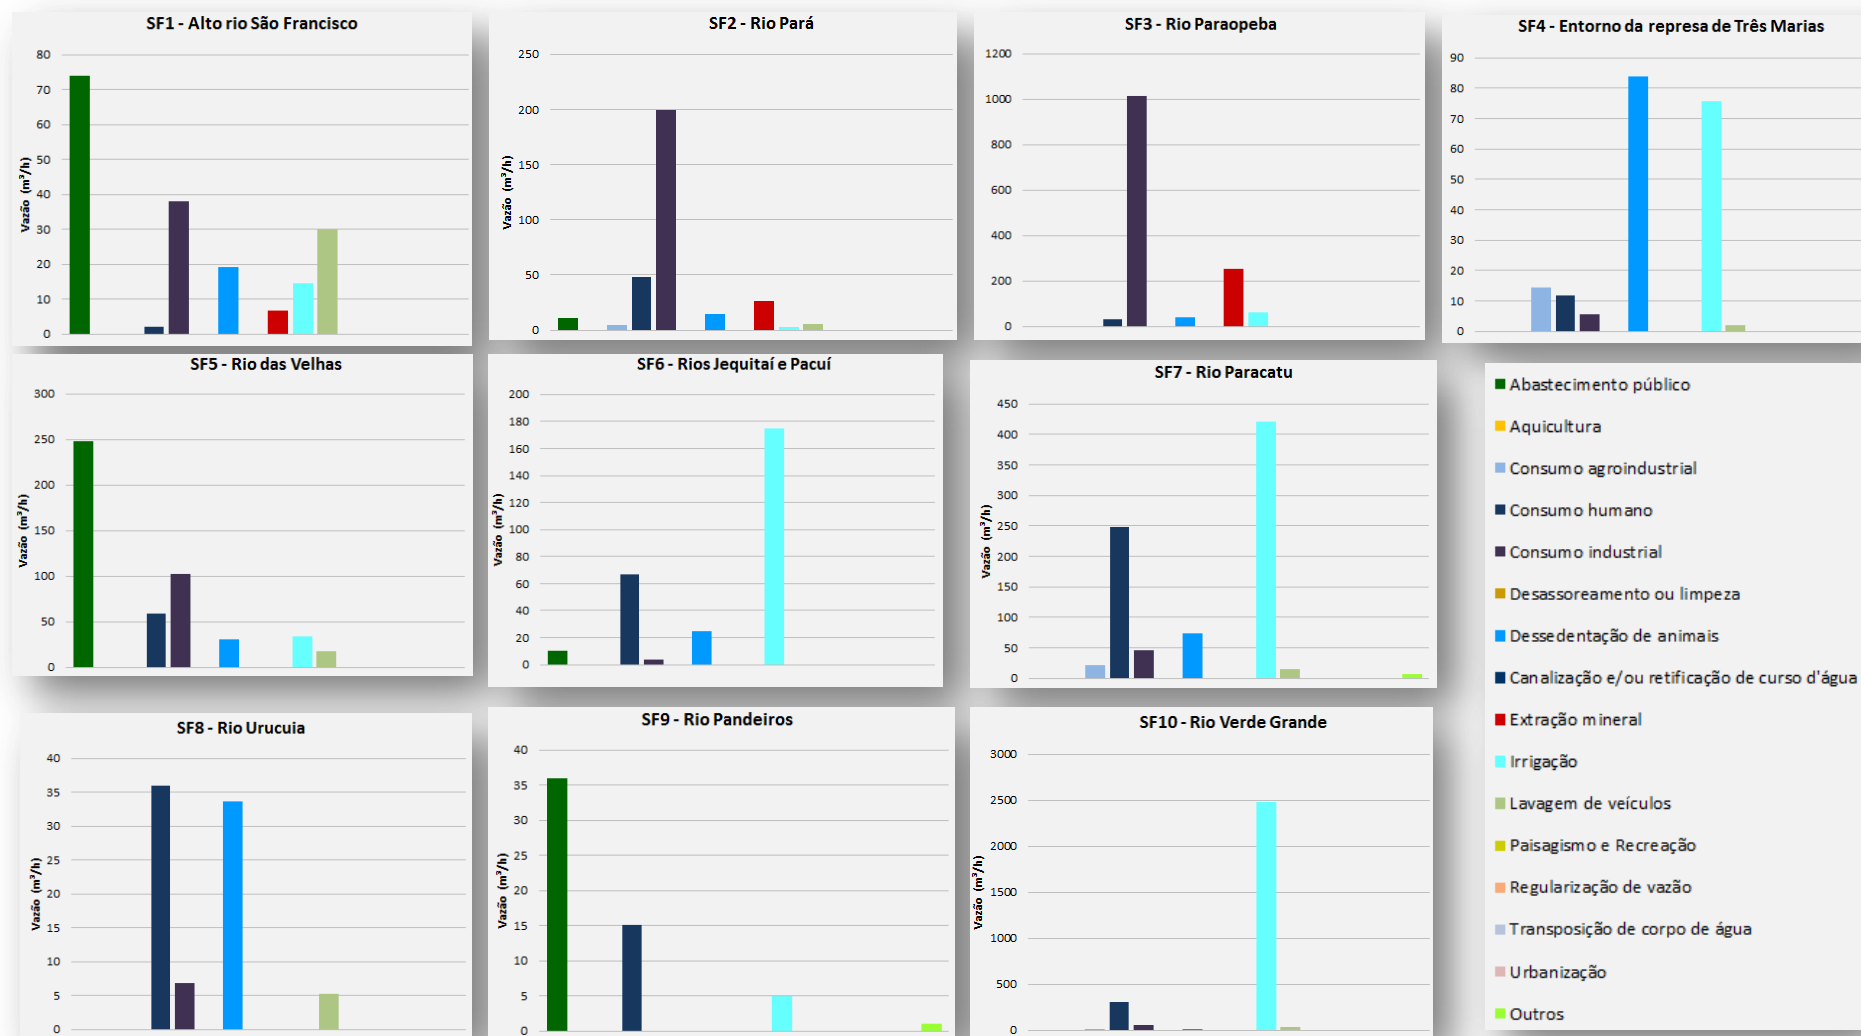 SF1 - Alto rio São Francisco
80
70
60
50
40
30
20
10
0
Vazão (m³/h)
SF2 - Rio Pará
250
200
150
100
50
0
Vazão (m³/h)
SF3 - Rio Paraopeba
1200
1000
800
600
400
200
0
SF4 - Entorno da represa de Três Marias
90
80
70
60
50
40
30
20
10
0
SF5 - Rio das Velhas
300
250
200
150
100
50
0
Vazão (m³/h)
SF6 - Rios Jequitaí e Pacuí
200
180
160
140
120
100
80
60
40
20
0
Vazão (m³/h)
SF7 - Rio Paracatu
450
400
350
300
250
200
150
100
50
0
Vazão (m³/h)
Abastecimento público
Aquicultura
Consumo agroindustrial
Consumo humano
Consumo industrial
Desassoreamento ou limpeza
Dessedentação de animais
Canalização e/ou retificação de curso d'água
Extração mineral
Irrigação
Lavagem de veículos
Paisagismo e Recreação
Regularização de vazão
Transposição de corpo de água
Urbanização
Outros
SF8 - Rio Urucuia
40
35
30
25
20
15
10
5
0
Vazão (m³/h)
SF9 - Rio Pandeiros
40
35
30
25
20
15
10
5
0
Vazão (m³/h)
SF10 - Rio Verde Grande
3000
2500
2000
1500
1000
500
0
Vazão (m³/h)